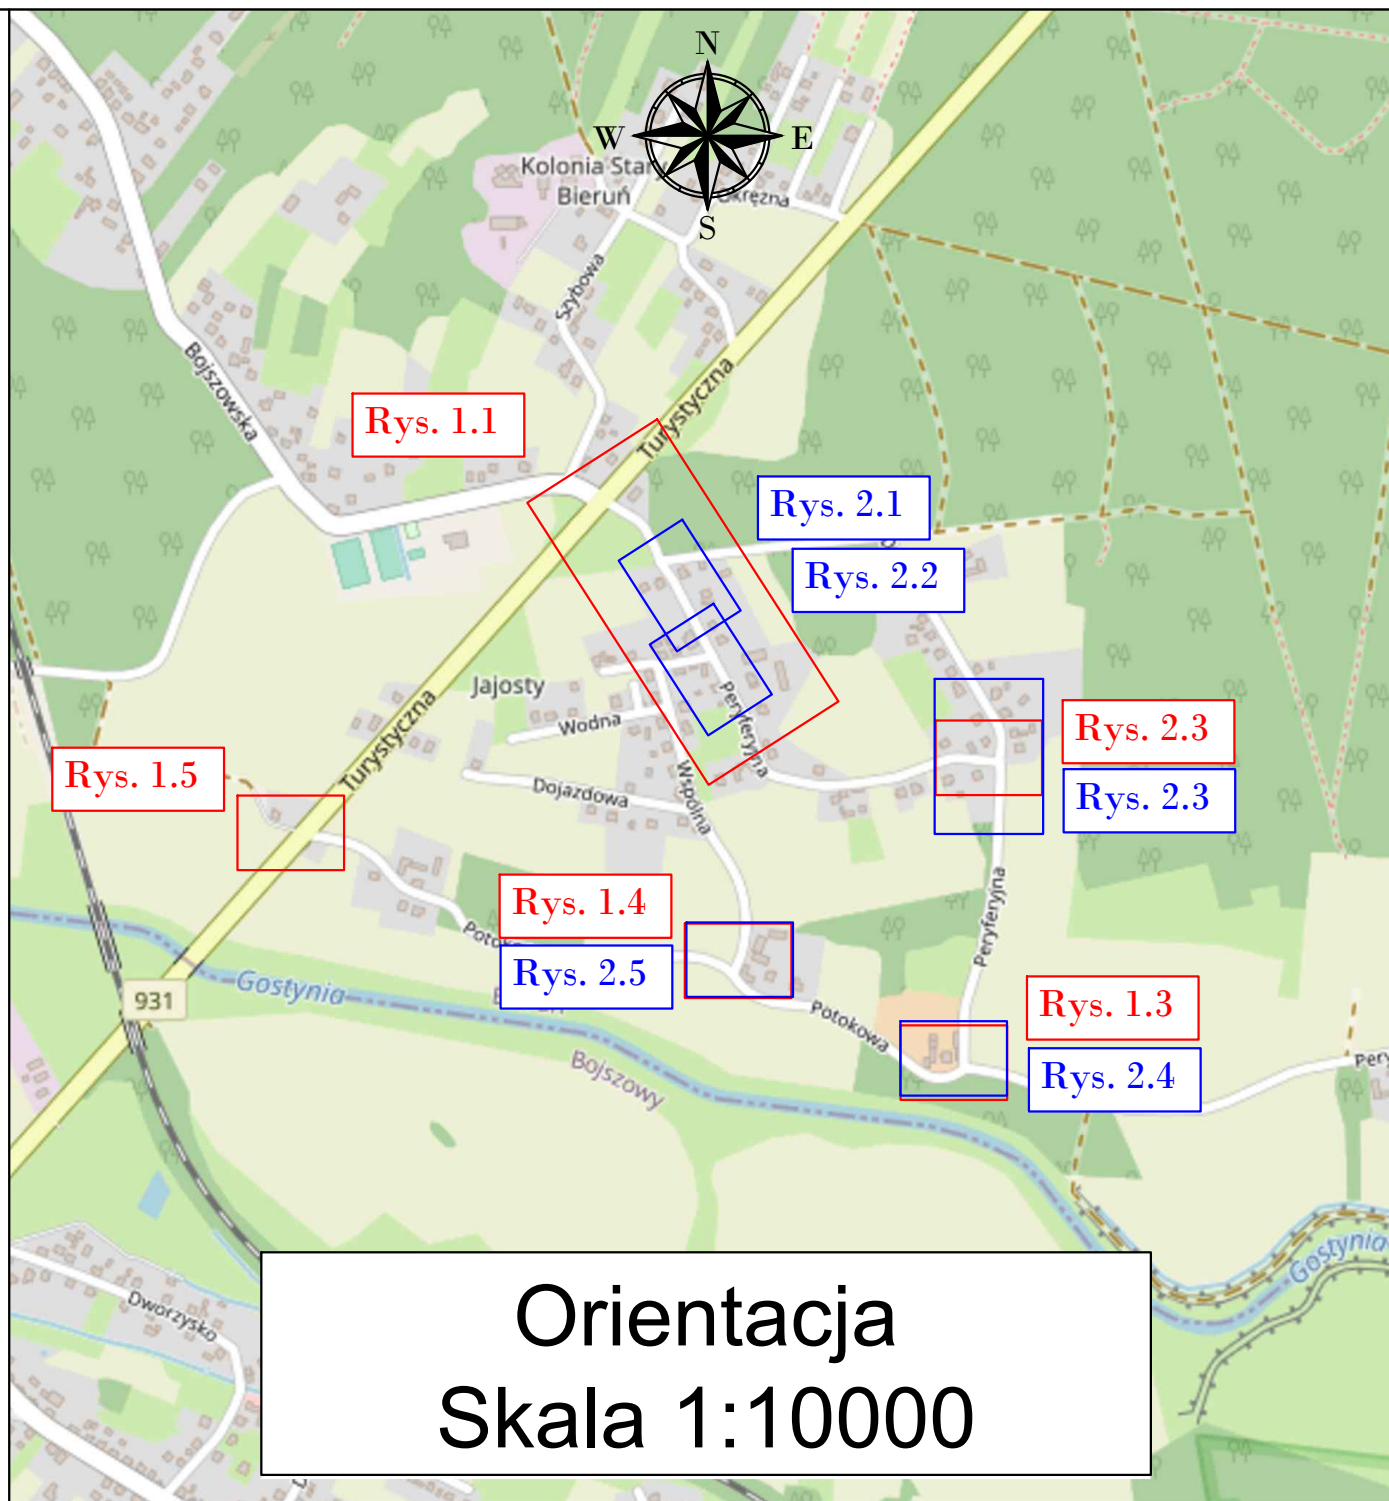 N
W
E
S
Kolonia Stary
Bieruń
Okrężna
Szybowa
Bojszowska
Turystyczna
Rys. 1.1
Rys. 2.1
Rys. 2.2
Jajosty
Wodna
Peryferyjna
Turystyczna
Rys. 2.3
Rys. 1.5
Rys. 2.3
Dojazdowa
Wspólna
Rys. 1.4
Peryferyjna
Rys. 2.5
931
Gostynia
Potokowa
Rys. 1.3
Bojszowy
Rys. 2.4
Gostynia
Dworzysko
Orientacja
Skala 1:10000